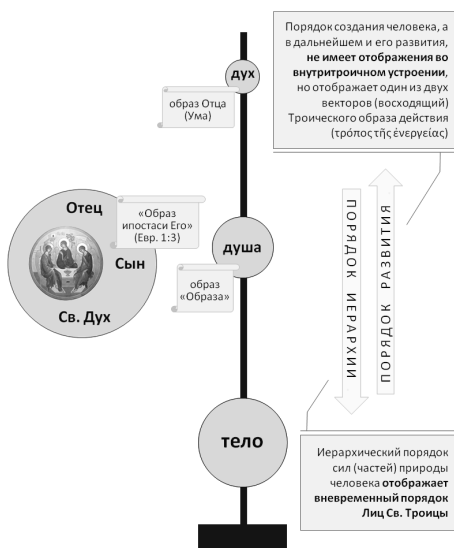 Порядок создания человека, а
в дальнейшем и его развития,
не имеет отображения во
внутритроичном устроении,
но отображает один из двух
векторов (восходящий)
Троического образа действия
(τρόπος τῆς ἐνεργείας)
дух
образ Отца
(Ума)
Отец
«Образ
ипостаси Его»
(Евр. 1:3)
Сын
Св. Дух
душа
образ
«Образа»
ПОРЯДОК ИЕРАРХИИ
ПОРЯДОК РАЗВИТИЯ
тело
Иерархический порядок
сил (частей) природы
человека отображает
вневременный порядок
Лиц Св. Троицы